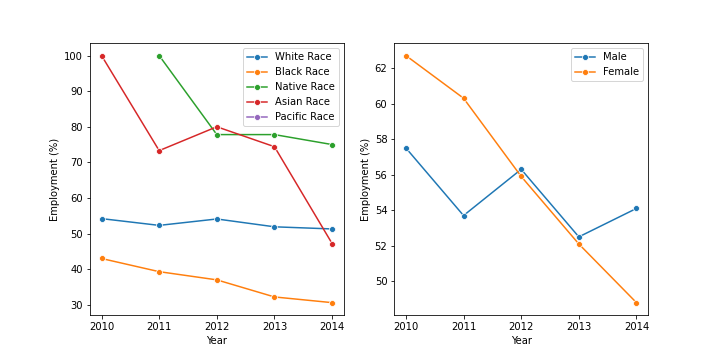 100
90
80
70
60
50
40
30
Employment (%)
2010 2011 2012 2013 2014
Year
White Race
Black Race
Native Race
Asian Race
Pacific Race
62
60
58
56
54
52
50
Employment (%)
2010 2011 2012 2013 2014
Year
Male
Female